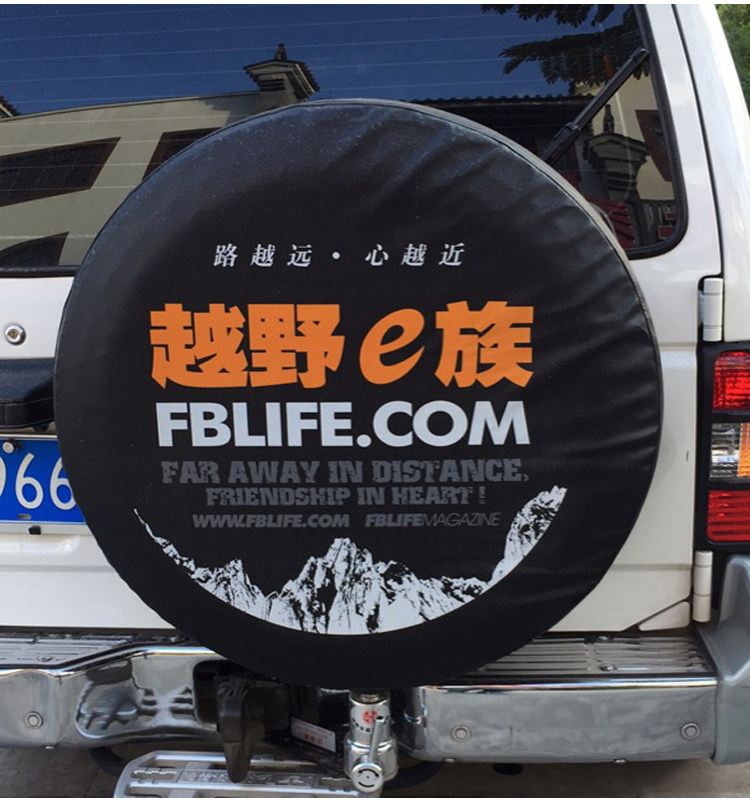 路越远·心越近
越野e族
FBLIFE.COM
FAR AWAY IN DISTANCE,
FRIENDSHIP IN HEART!
WWW.FBLIFE.COM FBLIFEMAGAZINE
966